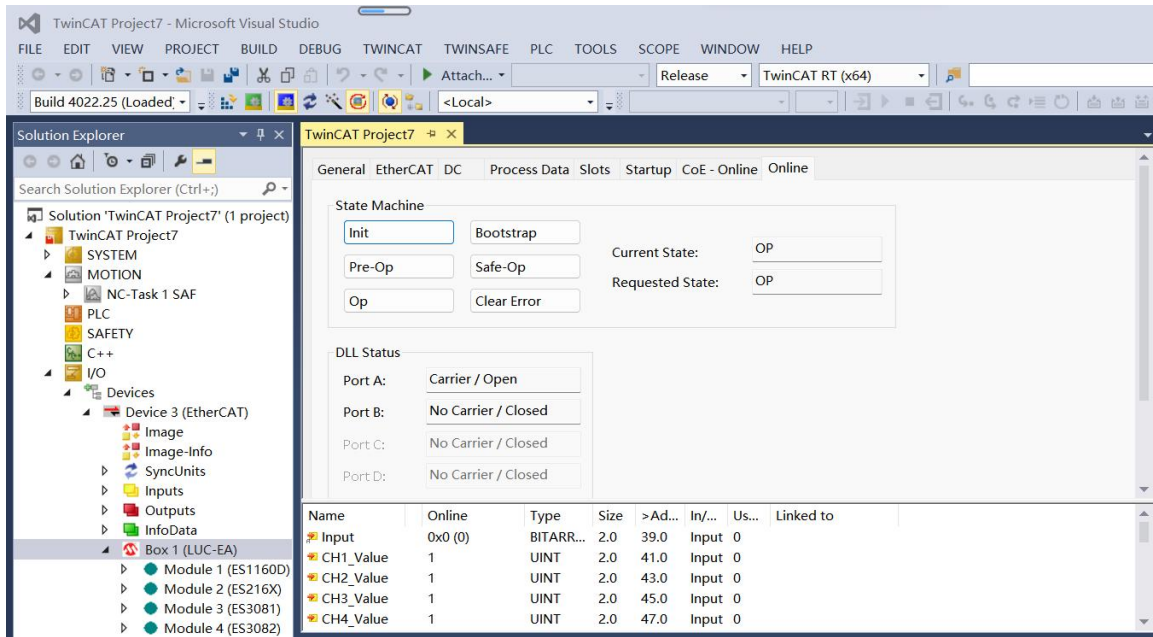 TwinCAT Project7 - Microsoft Visual Studio
FILE EDIT VIEW PROJECT BUILD DEBUG TWINCAT TWINSAFE PLC TOOLS SCOPE WINDOW HELP
Attach... Release TwinCAT RT (x64)
Build 4022.25 (Loaded) <Local>
Solution Explorer
Search Solution Explorer (Ctrl+;)
Solution 'TwinCAT Project7' (1 project)
TwinCAT Project7
SYSTEM
MOTION
NC-Task 1 SAF
PLC
SAFETY
C++
I/O
Devices
Device 3 (EtherCAT)
Image
Image-Info
SyncUnits
Inputs
Outputs
InfoData
Box 1 (LUC-EA)
Module 1 (ES1160D)
Module 2 (ES216X)
Module 3 (ES3081)
Module 4 (ES3082)
TwinCAT Project7
General EtherCAT DC Process Data Slots Startup CoE - Online Online
State Machine
Init Bootstrap
Pre-Op Safe-Op
Op Clear Error
Current State: OP
Requested State: OP
DLL Status
Port A: Carrier / Open
Port B: No Carrier / Closed
Port C: No Carrier / Closed
Port D: No Carrier / Closed
Name Online Type Size >Ad... In/... Us... Linked to
Input 0x0 (0) BITARR... 2.0 39.0 Input 0
CH1_Value 1 UINT 2.0 41.0 Input 0
CH2_Value 1 UINT 2.0 43.0 Input 0
CH3_Value 1 UINT 2.0 45.0 Input 0
CH4_Value 1 UINT 2.0 47.0 Input 0